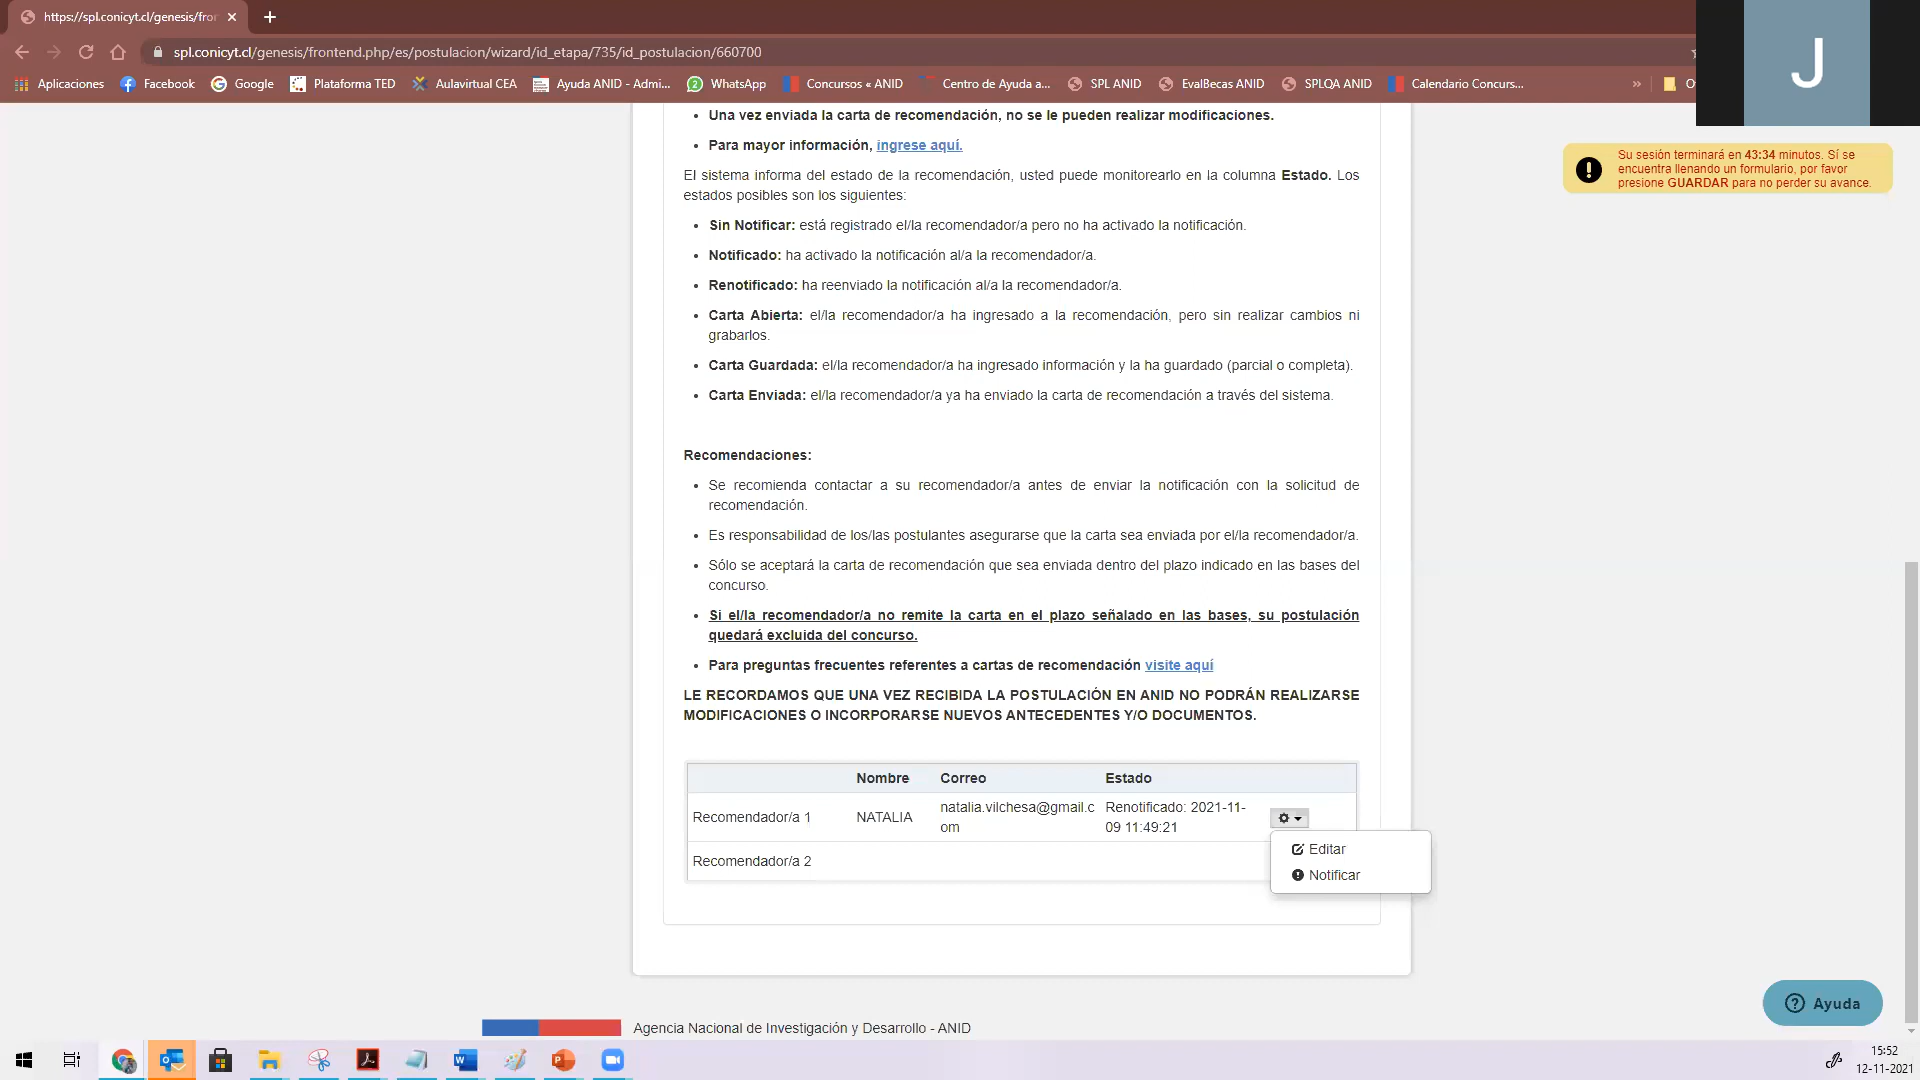 https://spl.conicyt.cl/genesis/fror
spl.conicyt.cl/genesis/frontend.php/es/postulacion/wizard/id_etapa/735/id_postulacion/660700
Aplicaciones Facebook Google Plataforma TED Aulavirtual CEA Ayuda ANID - Admi... WhatsApp Concursos « ANID Centro de Ayuda a... SPL ANID EvalBecas ANID SPLQA ANID Calendario Concurs... » O
J
Su sesión terminará en 43:34 minutos. Sí se
encuentra llenando un formulario, por favor
presione GUARDAR para no perder su avance.
• Una vez enviada la carta de recomendación, no se le pueden realizar modificaciones.
• Para mayor información, ingrese aquí.
El sistema informa del estado de la recomendación, usted puede monitorearlo en la columna Estado. Los
estados posibles son los siguientes:
• Sin Notificar: está registrado el/la recomendador/a pero no ha activado la notificación.
• Notificado: ha activado la notificación al/a la recomendador/a.
• Renotificado: ha reenviado la notificación al/a la recomendador/a.
• Carta Abierta: el/la recomendador/a ha ingresado a la recomendación, pero sin realizar cambios ni
grabarlos.
• Carta Guardada: el/la recomendador/a ha ingresado información y la ha guardado (parcial o completa).
• Carta Enviada: el/la recomendador/a ya ha enviado la carta de recomendación a través del sistema.
Recomendaciones:
• Se recomienda contactar a su recomendador/a antes de enviar la notificación con la solicitud de
recomendación.
• Es responsabilidad de los/las postulantes asegurarse que la carta sea enviada por el/la recomendador/a.
• Sólo se aceptará la carta de recomendación que sea enviada dentro del plazo indicado en las bases del
concurso.
• Si el/la recomendador/a no remite la carta en el plazo señalado en las bases, su postulación
quedará excluida del concurso.
• Para preguntas frecuentes referentes a cartas de recomendación visite aquí
LE RECORDAMOS QUE UNA VEZ RECIBIDA LA POSTULACIÓN EN ANID NO PODRÁN REALIZARSE
MODIFICACIONES O INCORPORARSE NUEVOS ANTECEDENTES Y/O DOCUMENTOS.
Nombre Correo Estado
Recomendador/a 1 NATALIA natalia.vilchesa@gmail.c Renotificado: 2021-11-
om 09 11:49:21
Editar
Recomendador/a 2
Notificar
Ayuda
Agencia Nacional de Investigación y Desarrollo - ANID
15:52
12-11-2021